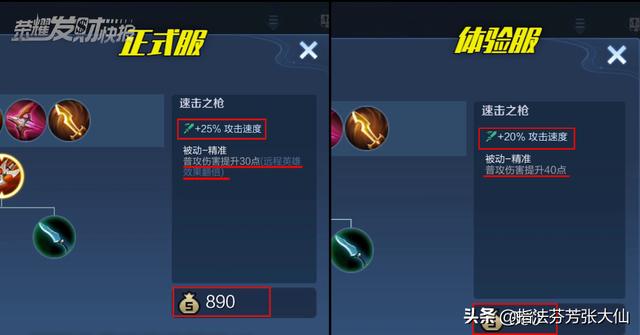 荣耀发财快报
正式服
速击之枪
+25% 攻击速度
被动-精准
普攻伤害提升30点(远程英雄
效果翻倍)
890
体验服
速击之枪
+20% 攻击速度
被动-精准
普攻伤害提升40点
头条 @指法芬芳张大仙